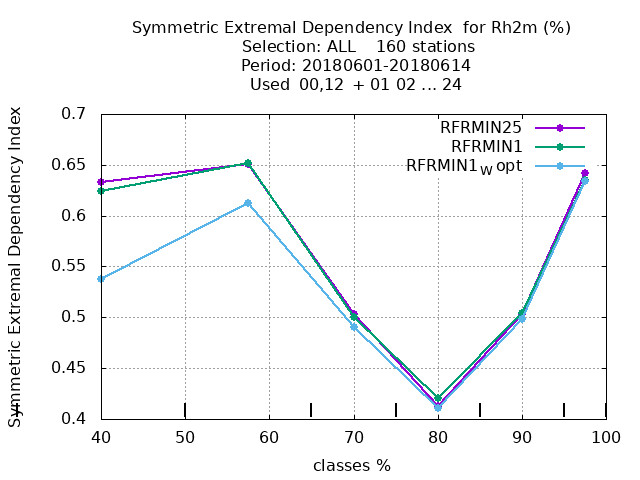 Symmetric Extremal Dependency Index for Rh2m (%)
Selection: ALL 160 stations
Period: 20180601-20180614
Used 00,12 + 01 02 ... 24
Symmetric Extremal Dependency Index
0.7
0.65
0.6
0.55
0.5
0.45
0.4
RFRMIN25
RFRMIN1
RFRMIN1W opt
40 50 60 70 80 90 100
classes %